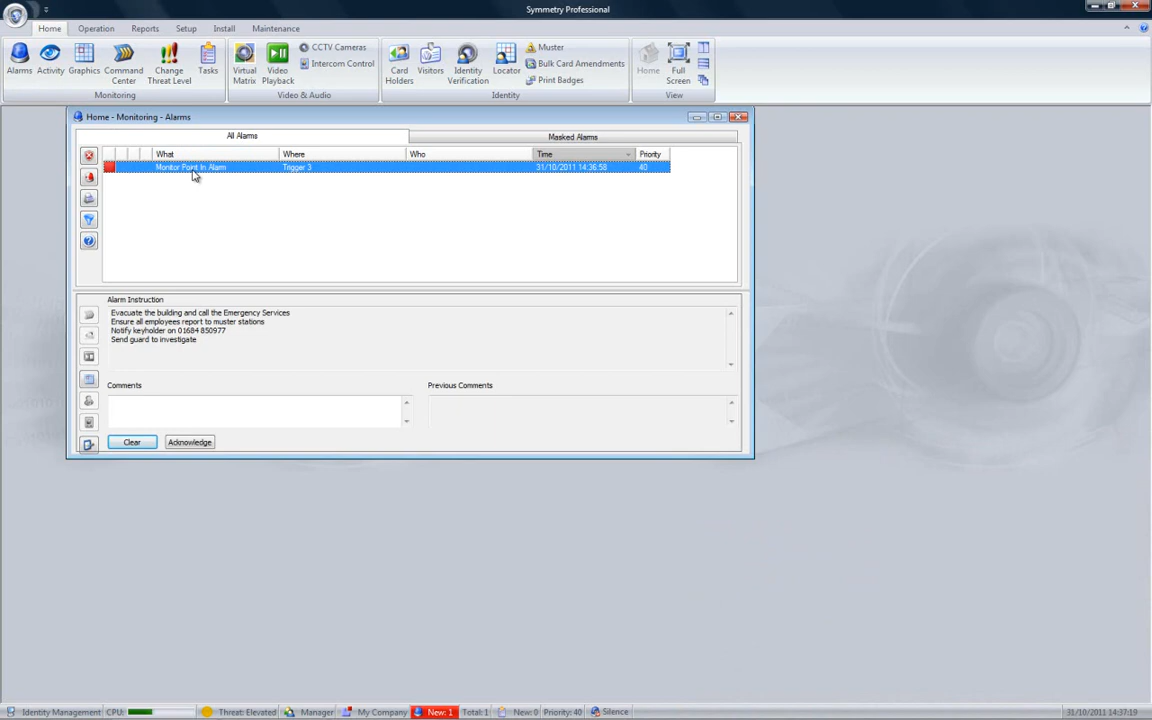 Symmetry Professional
Home Operation Reports Setup Install Maintenance
Alarms Activity Graphics Command Center Change Threat Level Tasks
Virtual Matrix Video Playback CCTV Cameras Intercom Control
Card Holders Visitors Identity Verification Locator Muster Bulk Card Amendments Print Badges
Home Full Screen
Monitoring Video & Audio Identity View
Home - Monitoring - Alarms
All Alarms Masked Alarms
What Where Who Time Priority
Monitor Point In Alarm Trigger 3 31/10/2011 14:36:58 40
Alarm Instruction
Evacuate the building and call the Emergency Services
Ensure all employees report to muster stations
Notify keyholder on 01684 850977
Send guard to investigate
Comments Previous Comments
Clear Acknowledge
Identity Management CPU: Threat: Elevated Manager My Company New: 1 Total: 1 New: 0 Priority: 40 Silence 31/10/2011 14:37:19